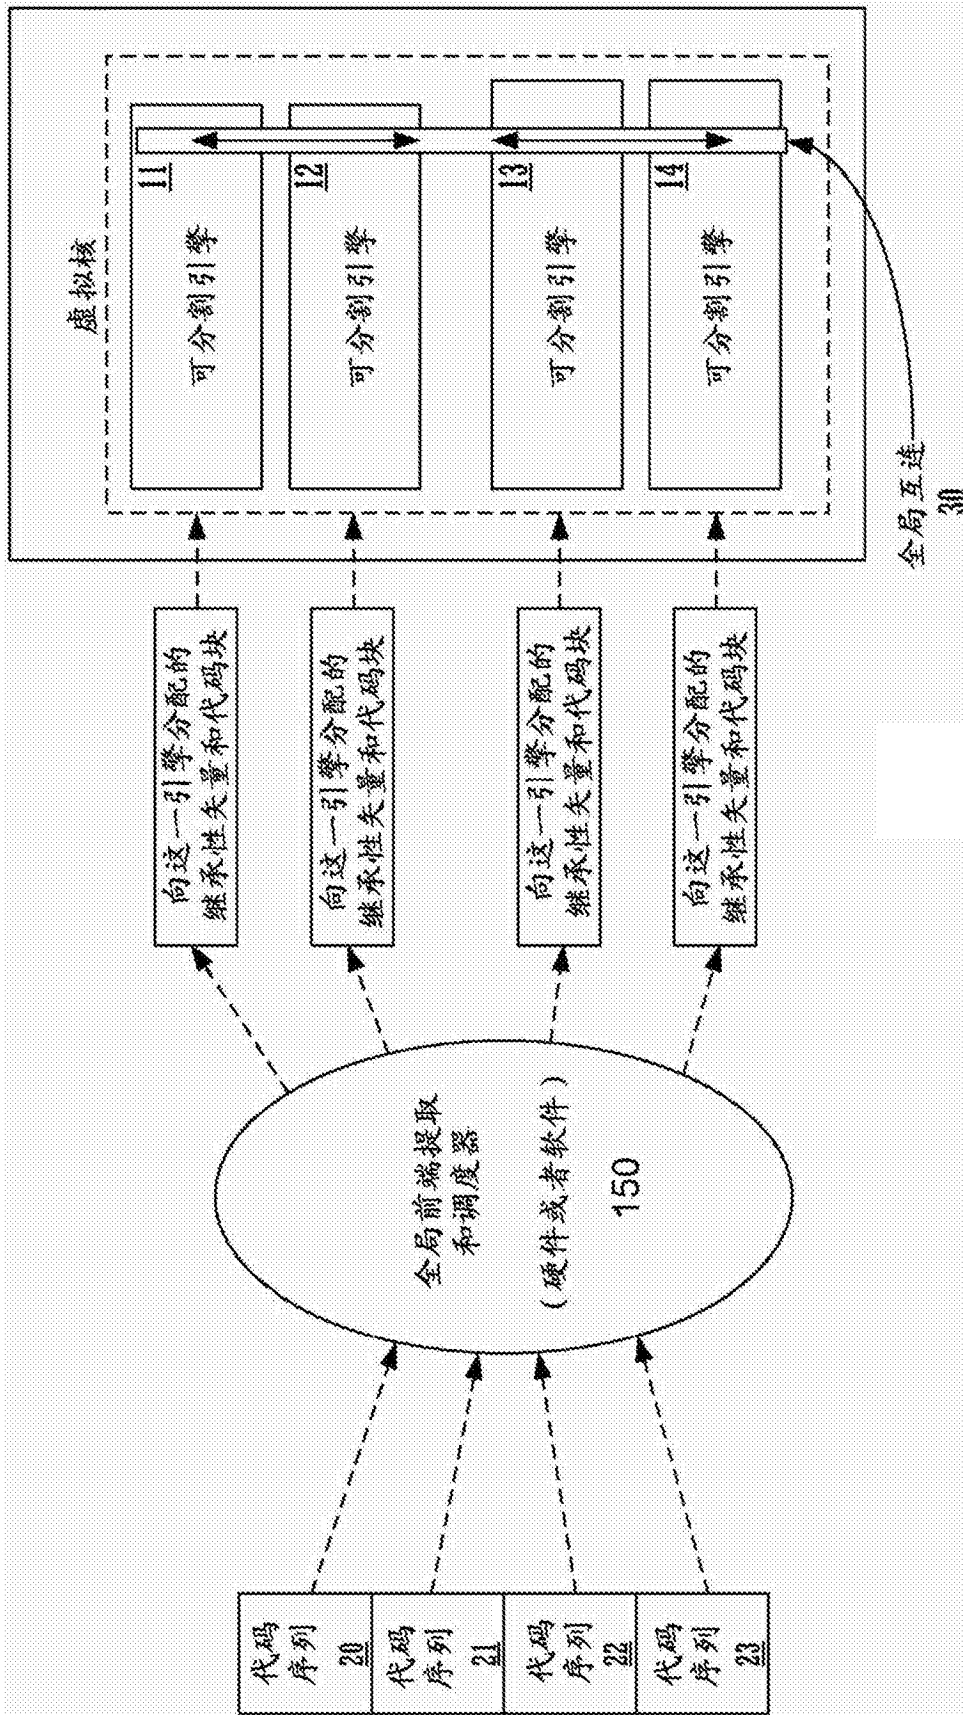 代码
序列
20
代码
序列
21
代码
序列
22
代码
序列
23
全局前端提取
和调度器
(硬件或者软件)
150
向这一引擎分配的
继承性矢量和代码块
向这一引擎分配的
继承性矢量和代码块
向这一引擎分配的
继承性矢量和代码块
向这一引擎分配的
继承性矢量和代码块
虚拟核
可分割引擎
11
可分割引擎
12
可分割引擎
13
可分割引擎
14
全局互连
30